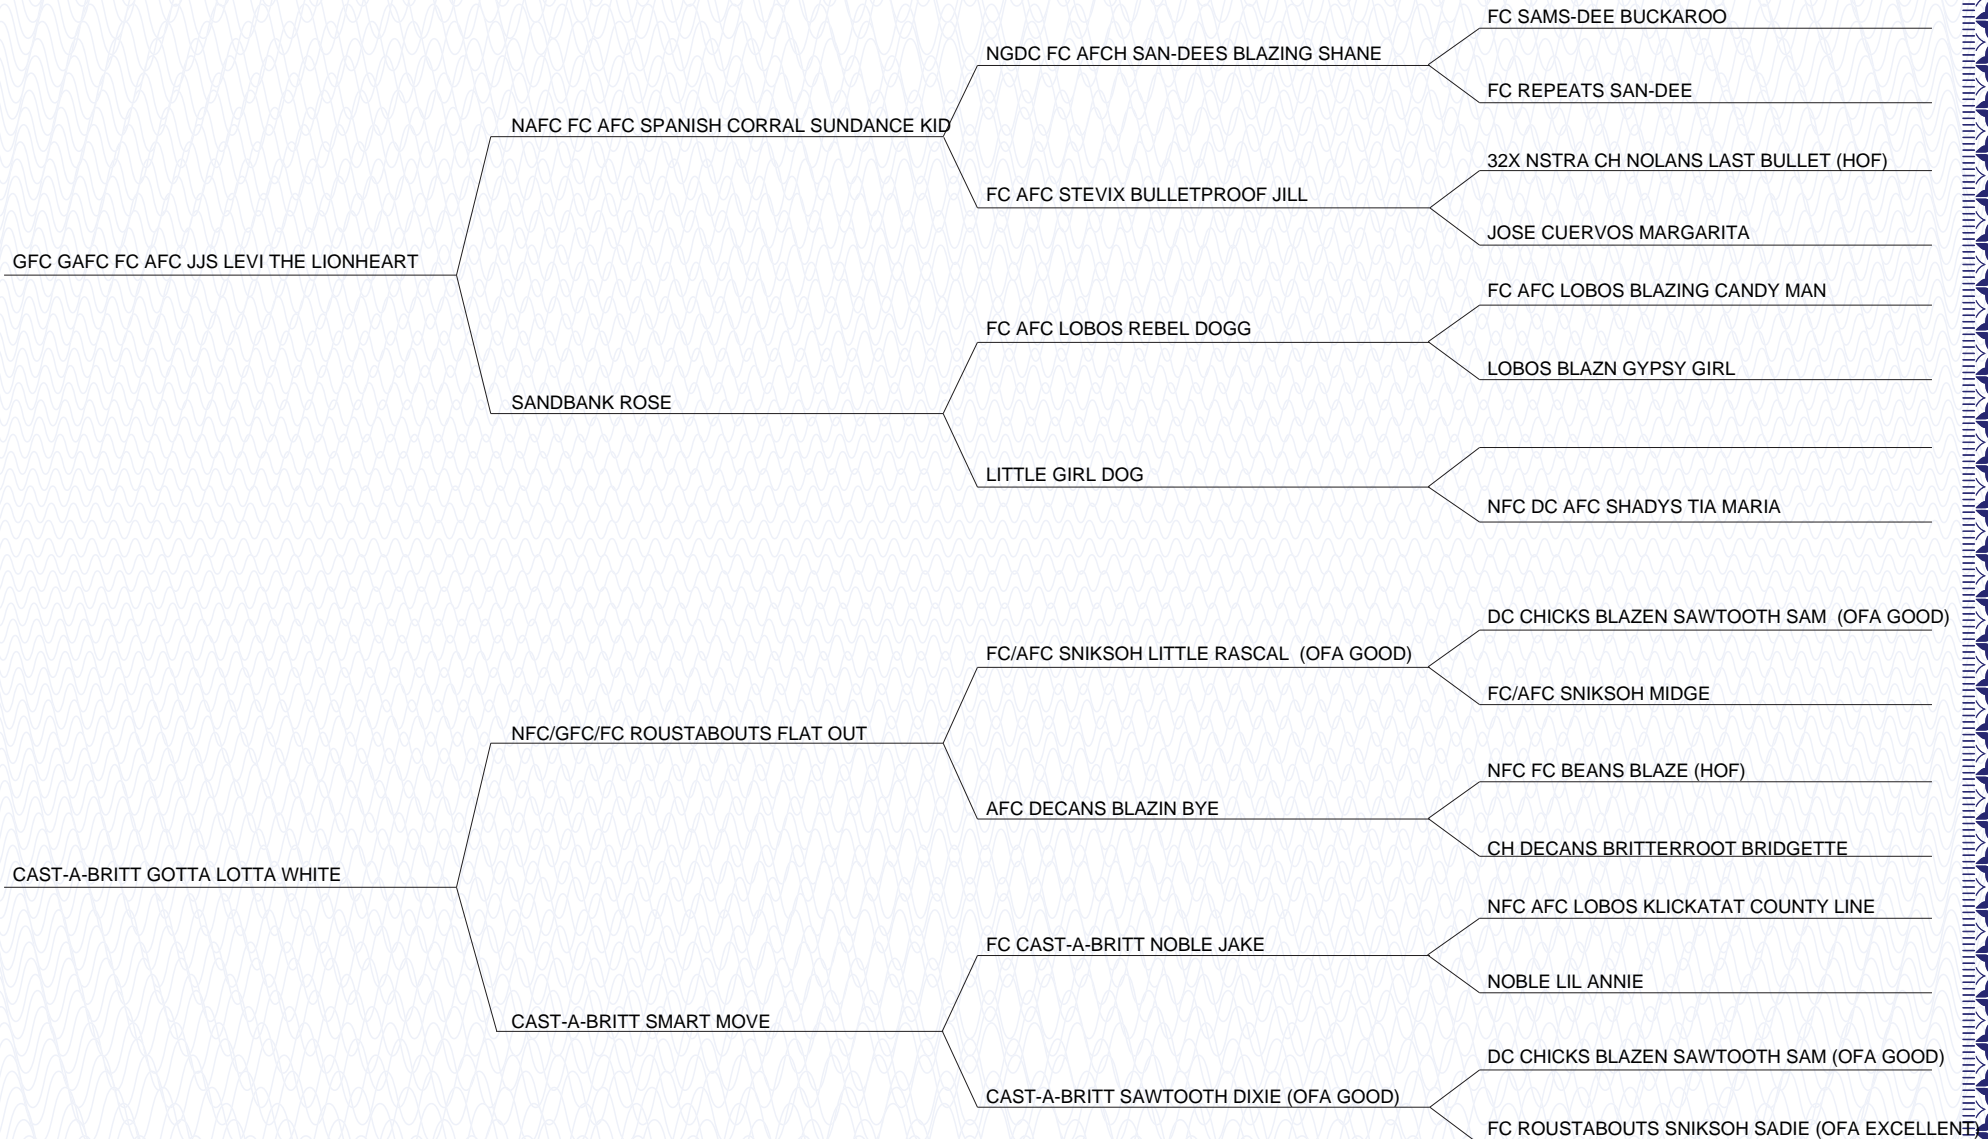 FC SAMS-DEE BUCKAROO
NGDC FC AFCH SAN-DEES BLAZING SHANE
FC REPEATS SAN-DEE
NAFC FC AFC SPANISH CORRAL SUNDANCE KID
32X NSTRA CH NOLANS LAST BULLET (HOF)
FC AFC STEVIX BULLETPROOF JILL
JOSE CUERVOS MARGARITA
GFC GAFC FC AFC JJS LEVI THE LIONHEART
FC AFC LOBOS BLAZING CANDY MAN
FC AFC LOBOS REBEL DOGG
LOBOS BLAZN GYPSY GIRL
SANDBANK ROSE
LITTLE GIRL DOG
NFC DC AFC SHADYS TIA MARIA
DC CHICKS BLAZEN SAWTOOTH SAM  (OFA GOOD)
FC/AFC SNIKSOH LITTLE RASCAL  (OFA GOOD)
FC/AFC SNIKSOH MIDGE
NFC/GFC/FC ROUSTABOUTS FLAT OUT
NFC FC BEANS BLAZE (HOF)
AFC DECANS BLAZIN BYE
CH DECANS BRITTERROOT BRIDGETTE
CAST-A-BRITT GOTTA LOTTA WHITE
NFC AFC LOBOS KLICKATAT COUNTY LINE
FC CAST-A-BRITT NOBLE JAKE
NOBLE LIL ANNIE
CAST-A-BRITT SMART MOVE
DC CHICKS BLAZEN SAWTOOTH SAM (OFA GOOD)
CAST-A-BRITT SAWTOOTH DIXIE (OFA GOOD)
FC ROUSTABOUTS SNIKSOH SADIE (OFA EXCELLENT)